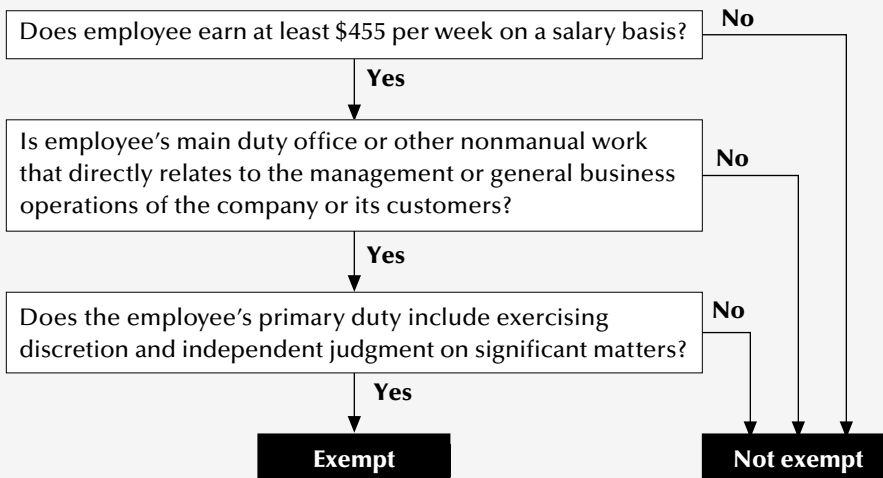 Does employee earn at least $455 per week on a salary basis?
No
Yes
Is employee’s main duty office or other nonmanual work
that directly relates to the management or general business
operations of the company or its customers?
No
Yes
Does the employee’s primary duty include exercising
discretion and independent judgment on significant matters?
No
Yes
Exempt
Not exempt